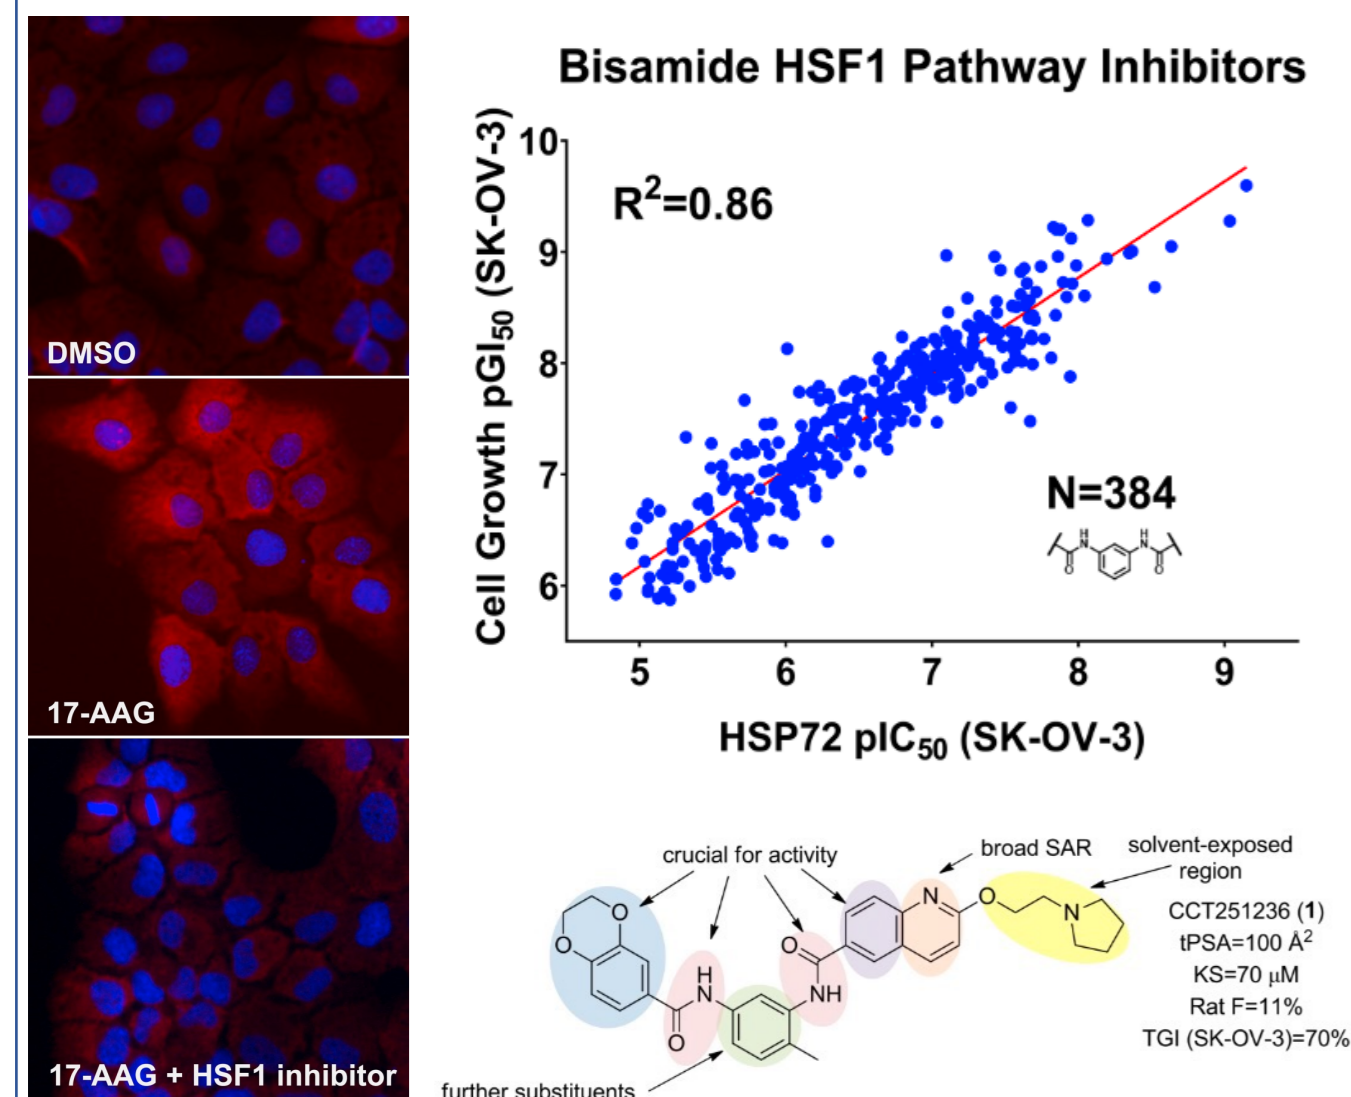 DMSO
17-AAG
17-AAG + HSF1 inhibitor
Bisamide HSF1 Pathway Inhibitors
Cell Growth pGI₅₀ (SK-OV-3)
10
9
8
7
6
R²=0.86
N=384
H
N
O
H
N
O
5
6
7
8
9
HSP72 pIC₅₀ (SK-OV-3)
crucial for activity
broad SAR
solvent-exposed
region
O
O
O
H
N
O
NH
N
O
N
CCT251236 (1)
tPSA=100 Å²
KS=70 μM
Rat F=11%
TGI (SK-OV-3)=70%
further substituents